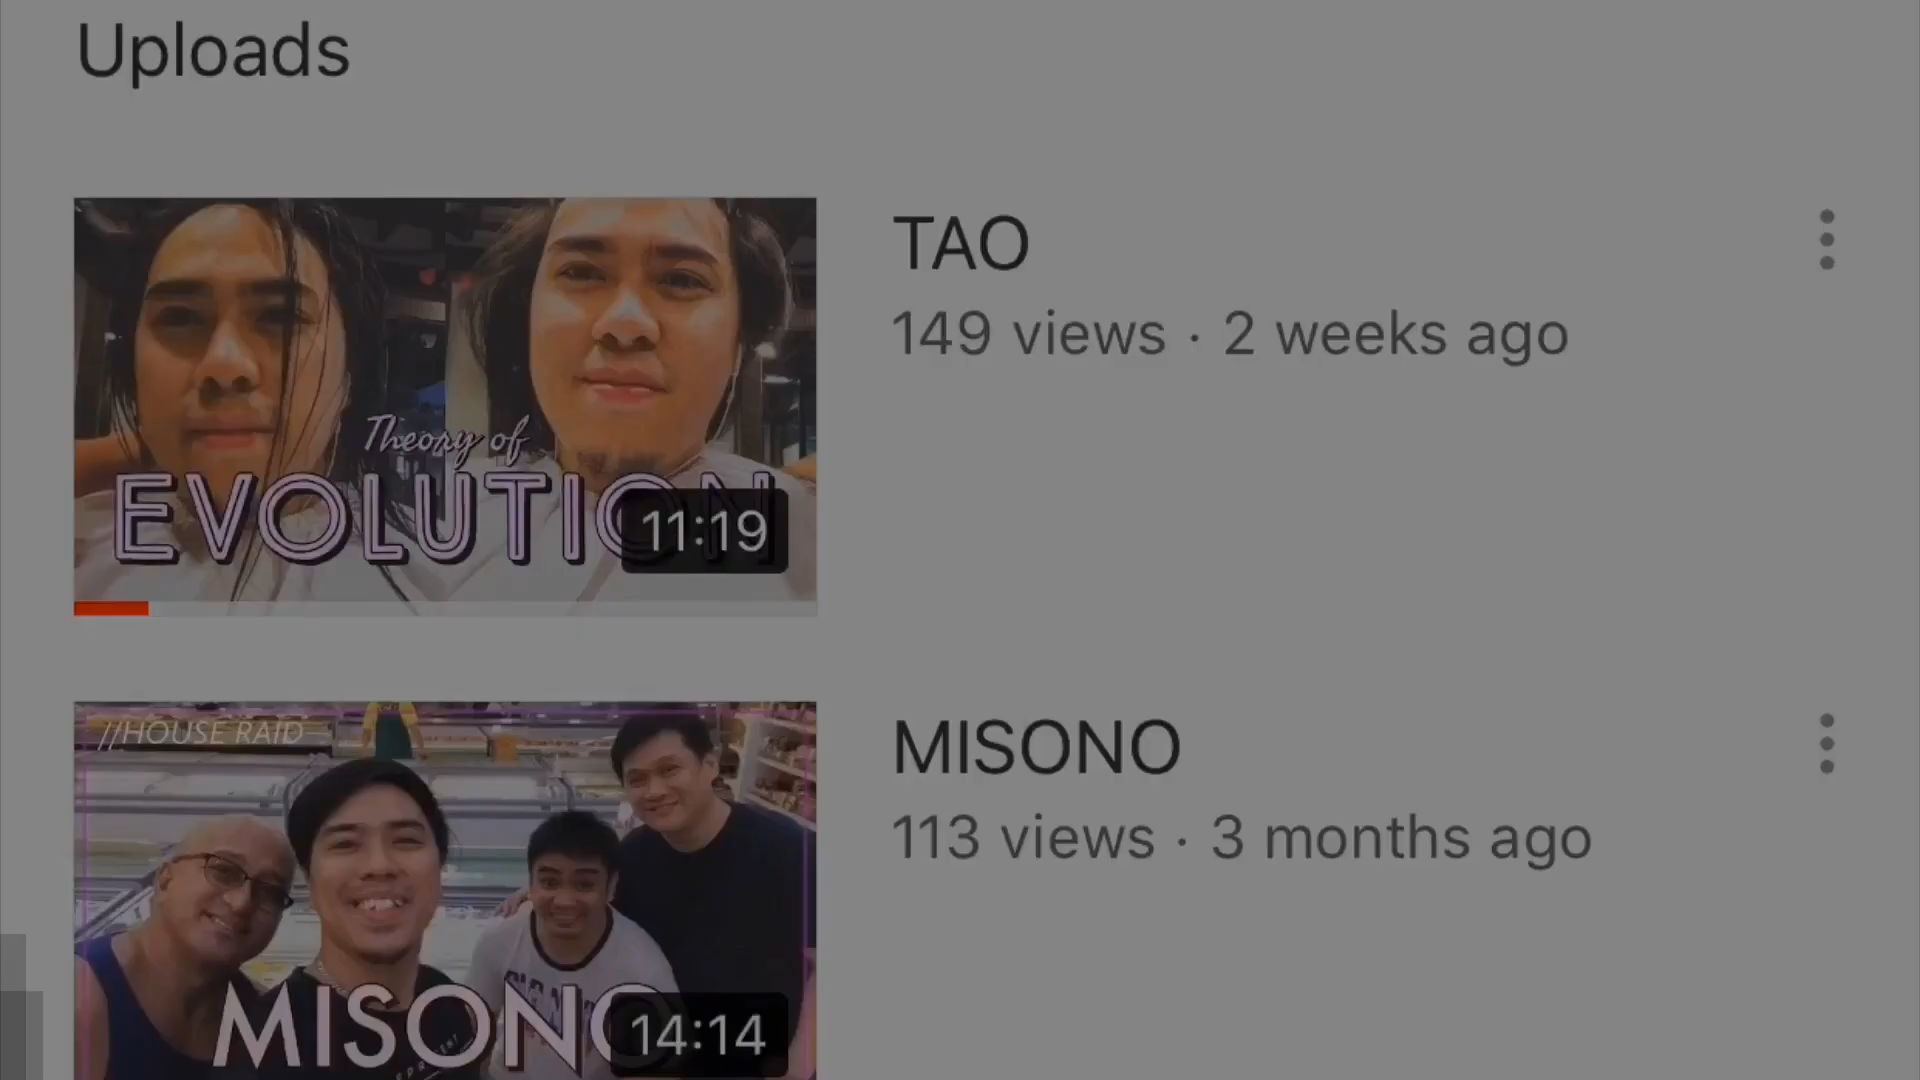 Uploads
TAO
149 views · 2 weeks ago
Theory of
EVOLUTION
11:19
MISONO
113 views · 3 months ago
//HOUSE RAID
MISONO
14:14